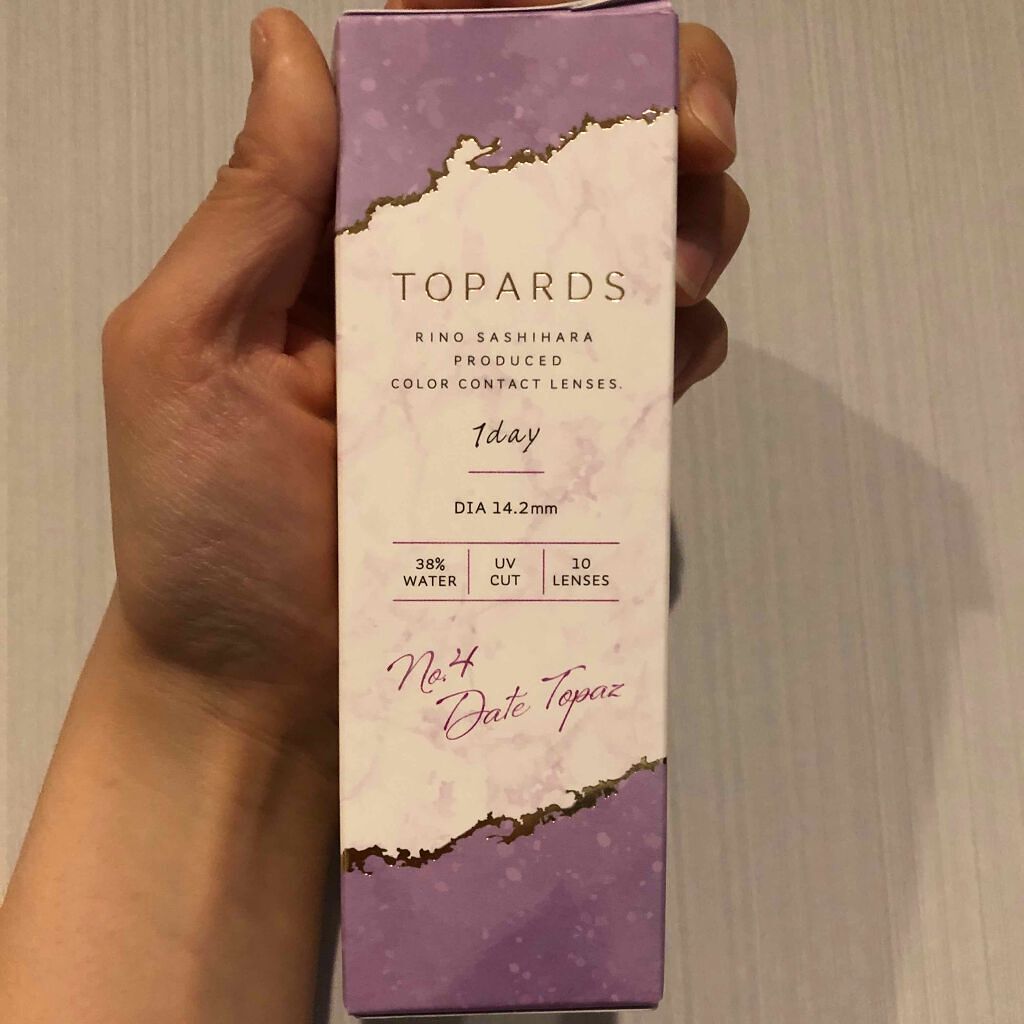 TOPARDS
RINO SASHIHARA
PRODUCED
COLOR CONTACT LENSES.
1day
DIA 14.2mm
38% WATER
UV CUT
10 LENSES
No.4
Date Topaz